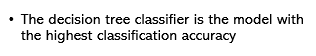 • The decision tree classifier is the model with
the highest classification accuracy